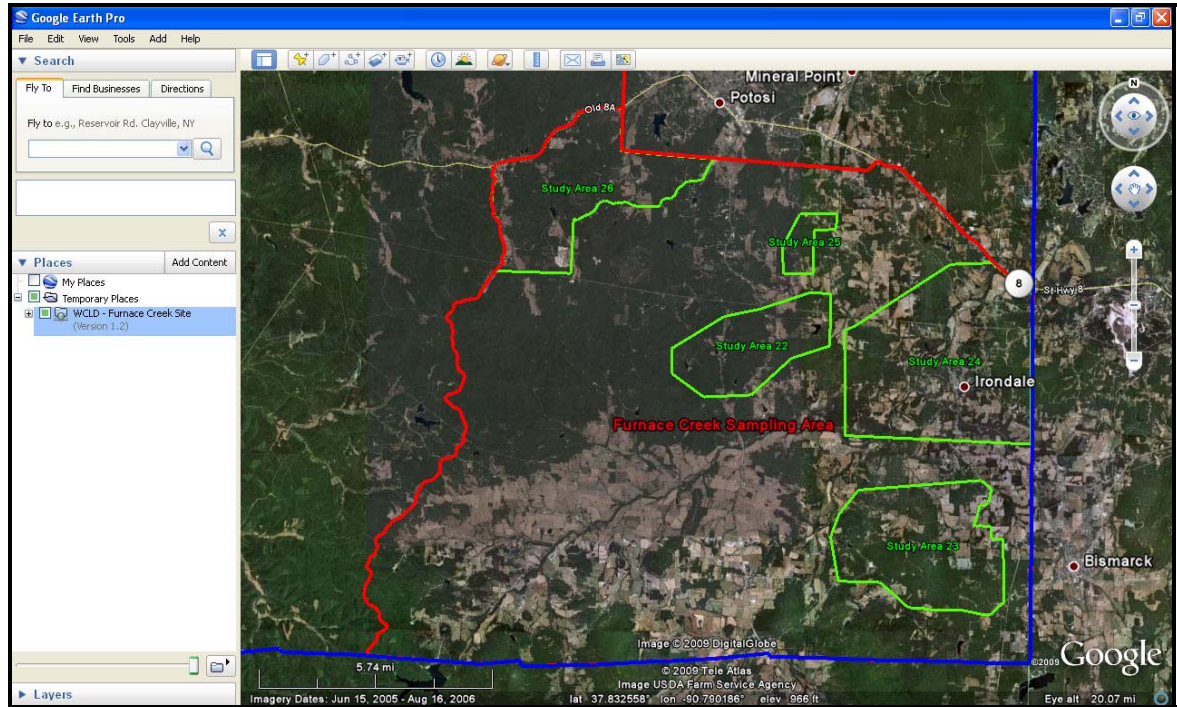 Google Earth Pro
File Edit View Tools Add Help
Search
Fly To Find Businesses Directions
Fly to e.g., Reservoir Rd. Clayville, NY
Places Add Content
My Places
Temporary Places
WCLD - Furnace Creek Site
(Version 1.2)
Layers
Mineral Point
Potosi
Old 8A
N
Study Area 26
Study Area 25
8
St Hwy 8
Study Area 22
Study Area 24
Irondale
Furnace Creek Sampling Area
Study Area 23
Bismarck
Image © 2009 DigitalGlobe
5.74 mi
© 2009 Tele Atlas
©2009 Google
Image USDA Farm Service Agency
Imagery Dates: Jun 15, 2005 - Aug 16, 2006 lat 37.832558° lon -90.790186° elev 966 ft Eye alt 20.07 mi